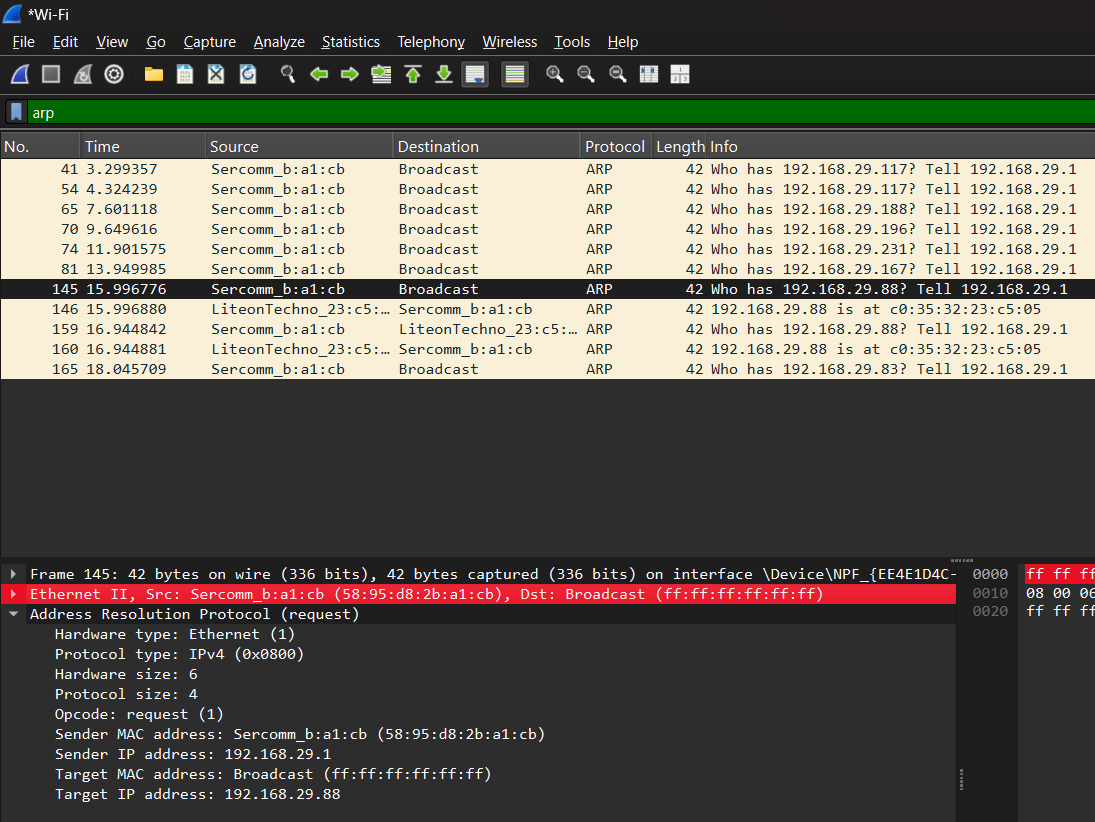 *Wi-Fi
File Edit View Go Capture Analyze Statistics Telephony Wireless Tools Help
arp
No. Time Source Destination Protocol Length Info
41 3.299357 Sercomm_b:a1:cb Broadcast ARP 42 Who has 192.168.29.117? Tell 192.168.29.1
54 4.324239 Sercomm_b:a1:cb Broadcast ARP 42 Who has 192.168.29.117? Tell 192.168.29.1
65 7.601118 Sercomm_b:a1:cb Broadcast ARP 42 Who has 192.168.29.188? Tell 192.168.29.1
70 9.649616 Sercomm_b:a1:cb Broadcast ARP 42 Who has 192.168.29.196? Tell 192.168.29.1
74 11.901575 Sercomm_b:a1:cb Broadcast ARP 42 Who has 192.168.29.231? Tell 192.168.29.1
81 13.949985 Sercomm_b:a1:cb Broadcast ARP 42 Who has 192.168.29.167? Tell 192.168.29.1
145 15.996776 Sercomm_b:a1:cb Broadcast ARP 42 Who has 192.168.29.88? Tell 192.168.29.1
146 15.996880 LiteonTechno_23:c5:… Sercomm_b:a1:cb ARP 42 192.168.29.88 is at c0:35:32:23:c5:05
159 16.944842 Sercomm_b:a1:cb LiteonTechno_23:c5:… ARP 42 Who has 192.168.29.88? Tell 192.168.29.1
160 16.944881 LiteonTechno_23:c5:… Sercomm_b:a1:cb ARP 42 192.168.29.88 is at c0:35:32:23:c5:05
165 18.045709 Sercomm_b:a1:cb Broadcast ARP 42 Who has 192.168.29.83? Tell 192.168.29.1
Frame 145: 42 bytes on wire (336 bits), 42 bytes captured (336 bits) on interface \Device\NPF_{EE4E1D4C-
Ethernet II, Src: Sercomm_b:a1:cb (58:95:d8:2b:a1:cb), Dst: Broadcast (ff:ff:ff:ff:ff:ff)
Address Resolution Protocol (request)
Hardware type: Ethernet (1)
Protocol type: IPv4 (0x0800)
Hardware size: 6
Protocol size: 4
Opcode: request (1)
Sender MAC address: Sercomm_b:a1:cb (58:95:d8:2b:a1:cb)
Sender IP address: 192.168.29.1
Target MAC address: Broadcast (ff:ff:ff:ff:ff:ff)
Target IP address: 192.168.29.88
0000 ff ff ff
0010 08 00 06
0020 ff ff ff